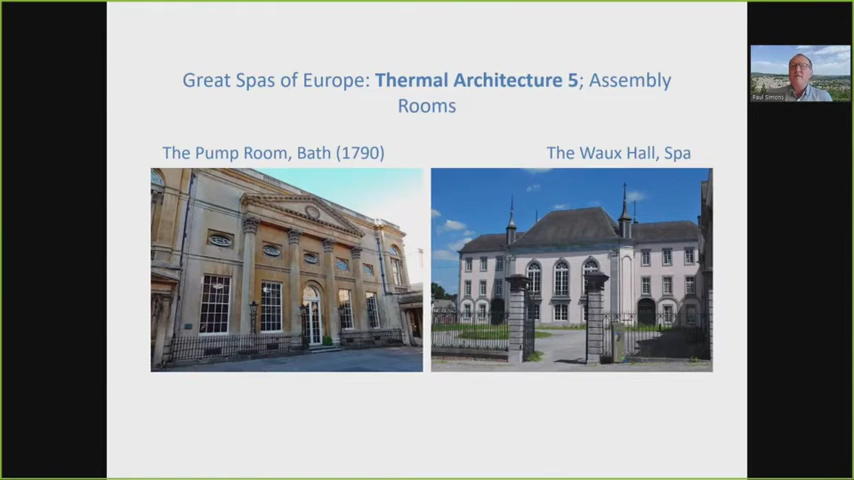 Great Spas of Europe: Thermal Architecture 5; Assembly
Rooms
The Pump Room, Bath (1790)
The Waux Hall, Spa
Paul Simons